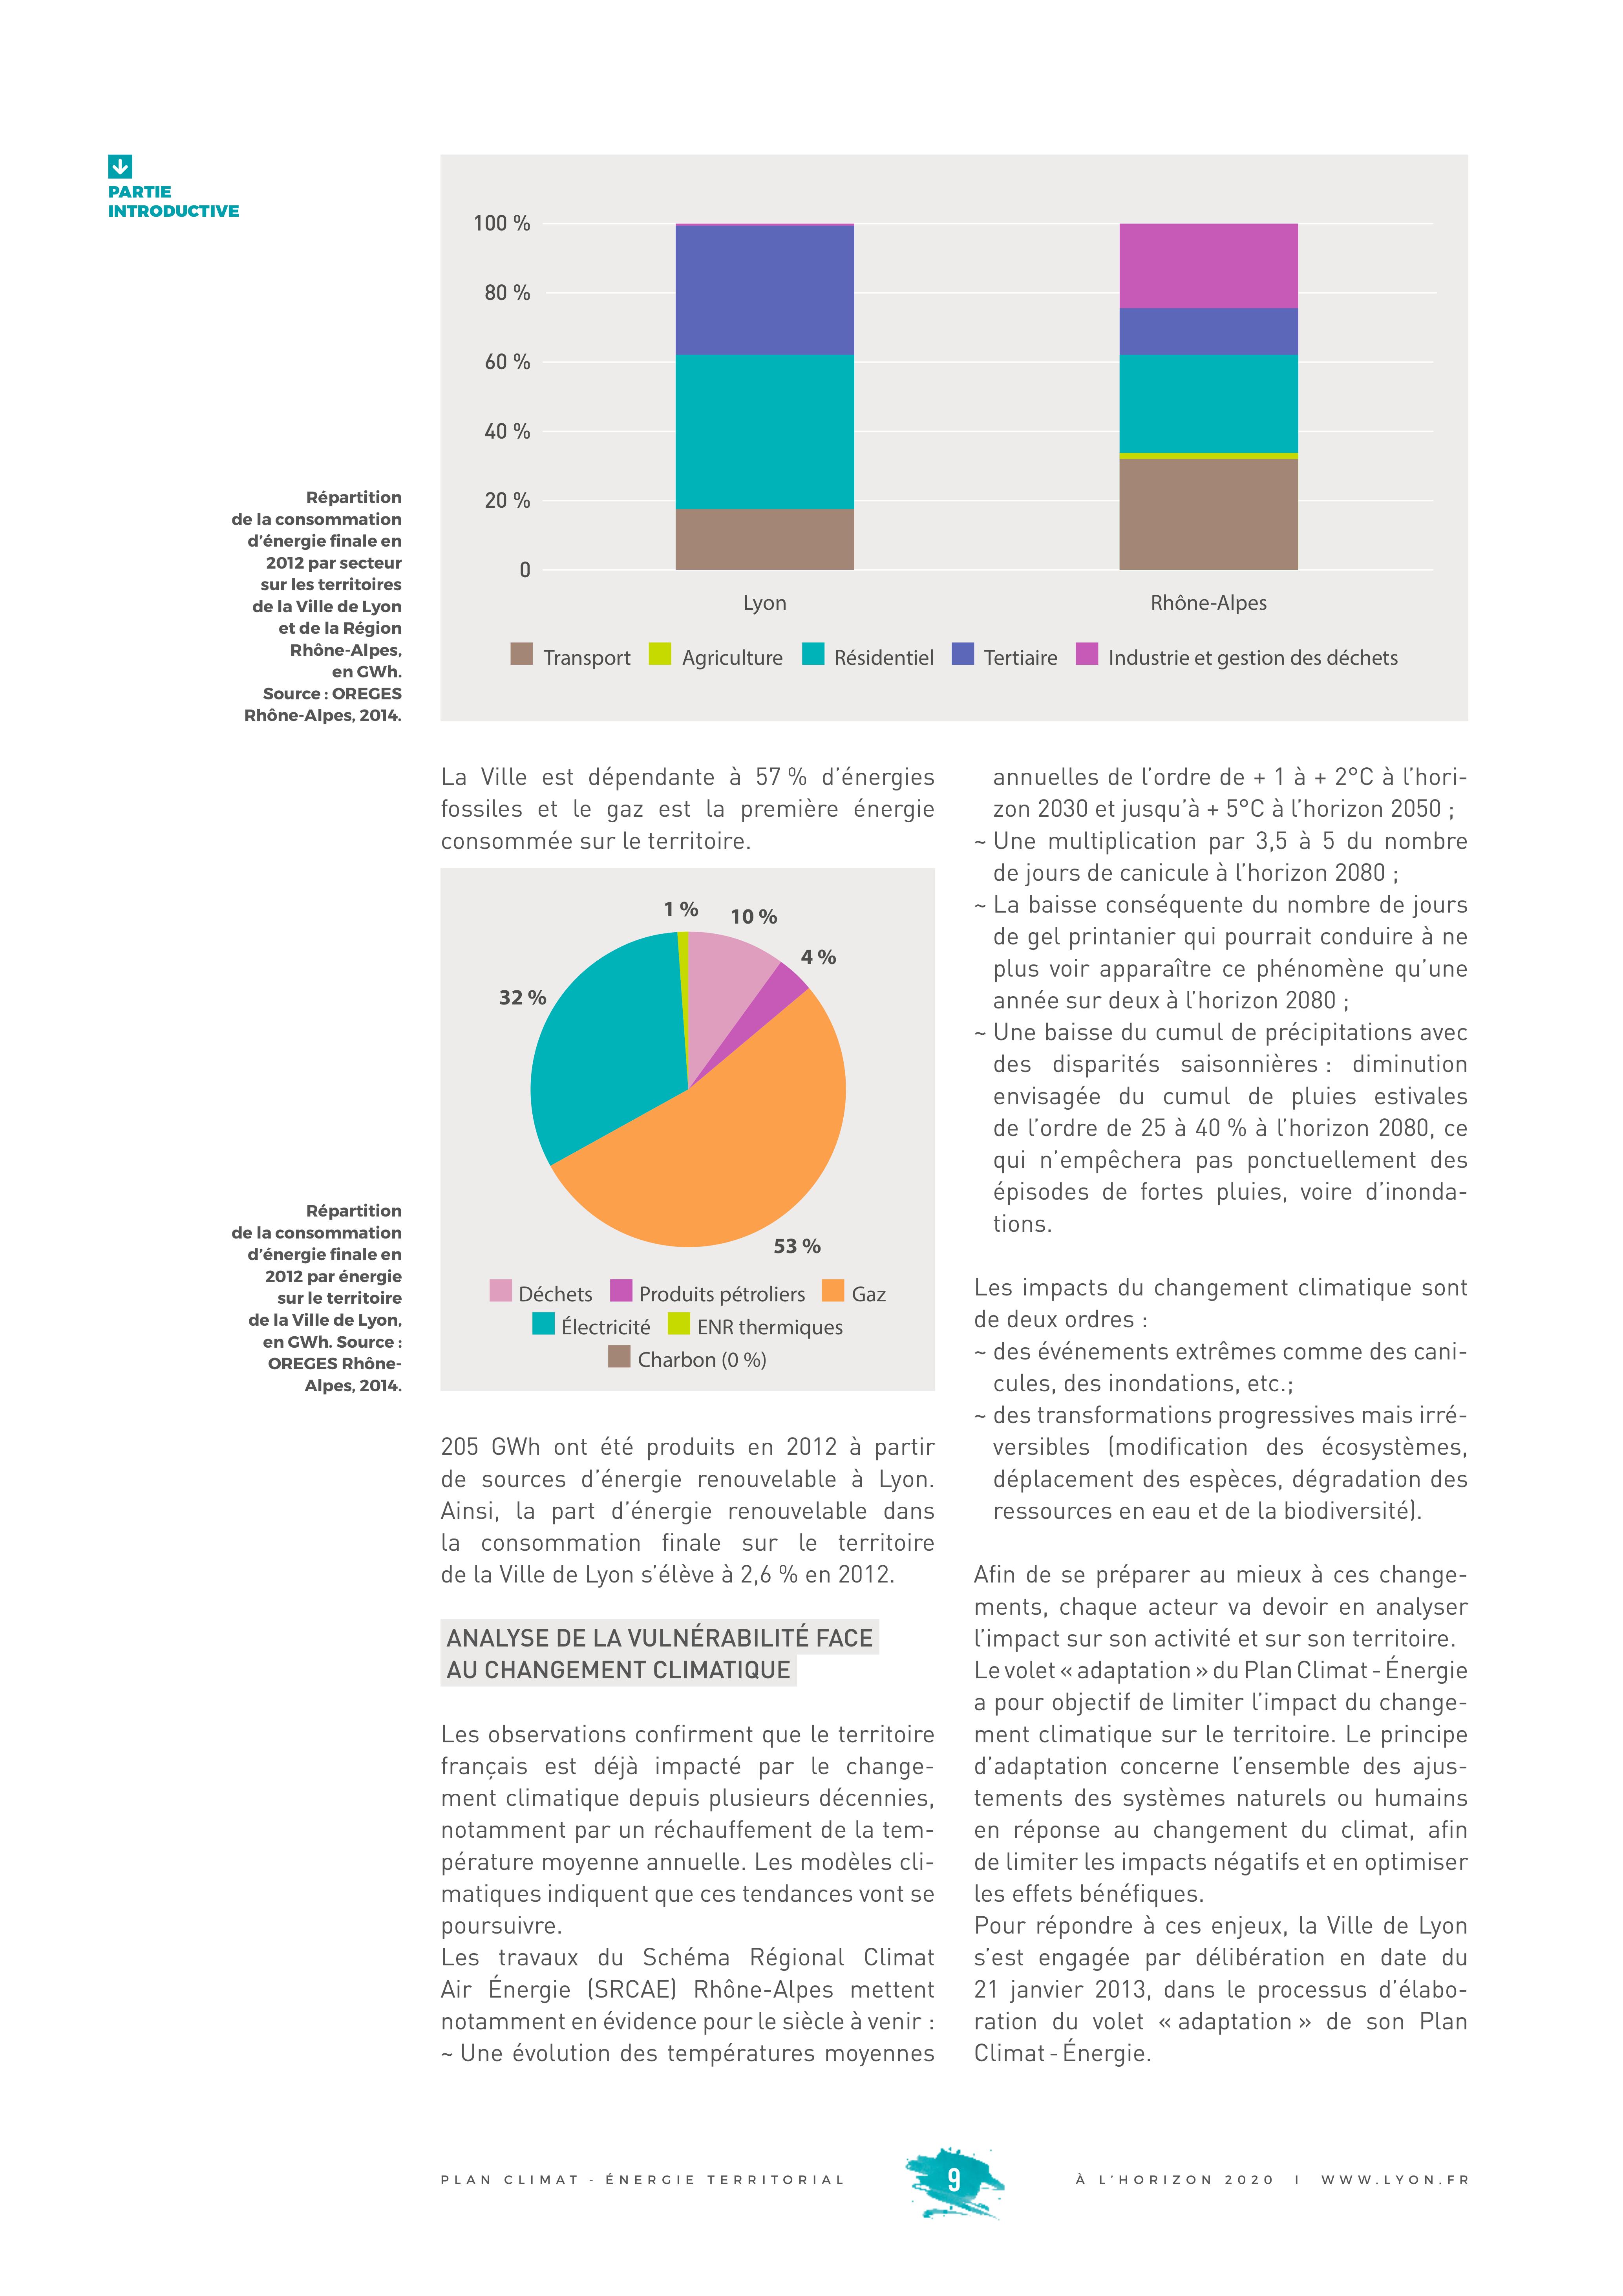 PARTIE
INTRODUCTIVE
100 %
80 %
60 %
40 %
20 %
0
Lyon
Rhône-Alpes
Transport
Agriculture
Résidentiel
Tertiaire
Industrie et gestion des déchets
Répartition
de la consommation
d'énergie finale en
2012 par secteur
sur les territoires
de la Ville de Lyon
et de la Région
Rhône-Alpes,
en GWh.
Source : OREGES
Rhône-Alpes, 2014.
La Ville est dépendante à 57 % d'énergies
fossiles et le gaz est la première énergie
consommée sur le territoire.
1 %
10 %
4 %
32 %
53 %
Déchets
Produits pétroliers
Gaz
Électricité
ENR thermiques
Charbon (0 %)
Répartition
de la consommation
d'énergie finale en
2012 par énergie
sur le territoire
de la Ville de Lyon,
en GWh. Source :
OREGES Rhône-
Alpes, 2014.
205 GWh ont été produits en 2012 à partir
de sources d'énergie renouvelable à Lyon.
Ainsi, la part d'énergie renouvelable dans
la consommation finale sur le territoire
de la Ville de Lyon s'élève à 2,6 % en 2012.
ANALYSE DE LA VULNÉRABILITÉ FACE
AU CHANGEMENT CLIMATIQUE
Les observations confirment que le territoire
français est déjà impacté par le change-
ment climatique depuis plusieurs décennies,
notamment par un réchauffement de la tem-
pérature moyenne annuelle. Les modèles cli-
matiques indiquent que ces tendances vont se
poursuivre.
Les travaux du Schéma Régional Climat
Air Énergie (SRCAE) Rhône-Alpes mettent
notamment en évidence pour le siècle à venir :
~ Une évolution des températures moyennes
annuelles de l'ordre de + 1 à + 2°C à l'hori-
zon 2030 et jusqu'à + 5°C à l'horizon 2050 ;
~ Une multiplication par 3,5 à 5 du nombre
de jours de canicule à l'horizon 2080 ;
~ La baisse conséquente du nombre de jours
de gel printanier qui pourrait conduire à ne
plus voir apparaître ce phénomène qu'une
année sur deux à l'horizon 2080 ;
~ Une baisse du cumul de précipitations avec
des disparités saisonnières : diminution
envisagée du cumul de pluies estivales
de l'ordre de 25 à 40 % à l'horizon 2080, ce
qui n'empêchera pas ponctuellement des
épisodes de fortes pluies, voire d'inonda-
tions.
Les impacts du changement climatique sont
de deux ordres :
~ des événements extrêmes comme des cani-
cules, des inondations, etc.;
~ des transformations progressives mais irré-
versibles (modification des écosystèmes,
déplacement des espèces, dégradation des
ressources en eau et de la biodiversité).
Afin de se préparer au mieux à ces change-
ments, chaque acteur va devoir en analyser
l'impact sur son activité et sur son territoire.
Le volet « adaptation » du Plan Climat - Énergie
a pour objectif de limiter l'impact du change-
ment climatique sur le territoire. Le principe
d'adaptation concerne l'ensemble des ajus-
tements des systèmes naturels ou humains
en réponse au changement du climat, afin
de limiter les impacts négatifs et en optimiser
les effets bénéfiques.
Pour répondre à ces enjeux, la Ville de Lyon
s'est engagée par délibération en date du
21 janvier 2013, dans le processus d'élabo-
ration du volet « adaptation » de son Plan
Climat - Énergie.
PLAN CLIMAT - ÉNERGIE TERRITORIAL
9
À L'HORIZON 2020 I WWW.LYON.FR